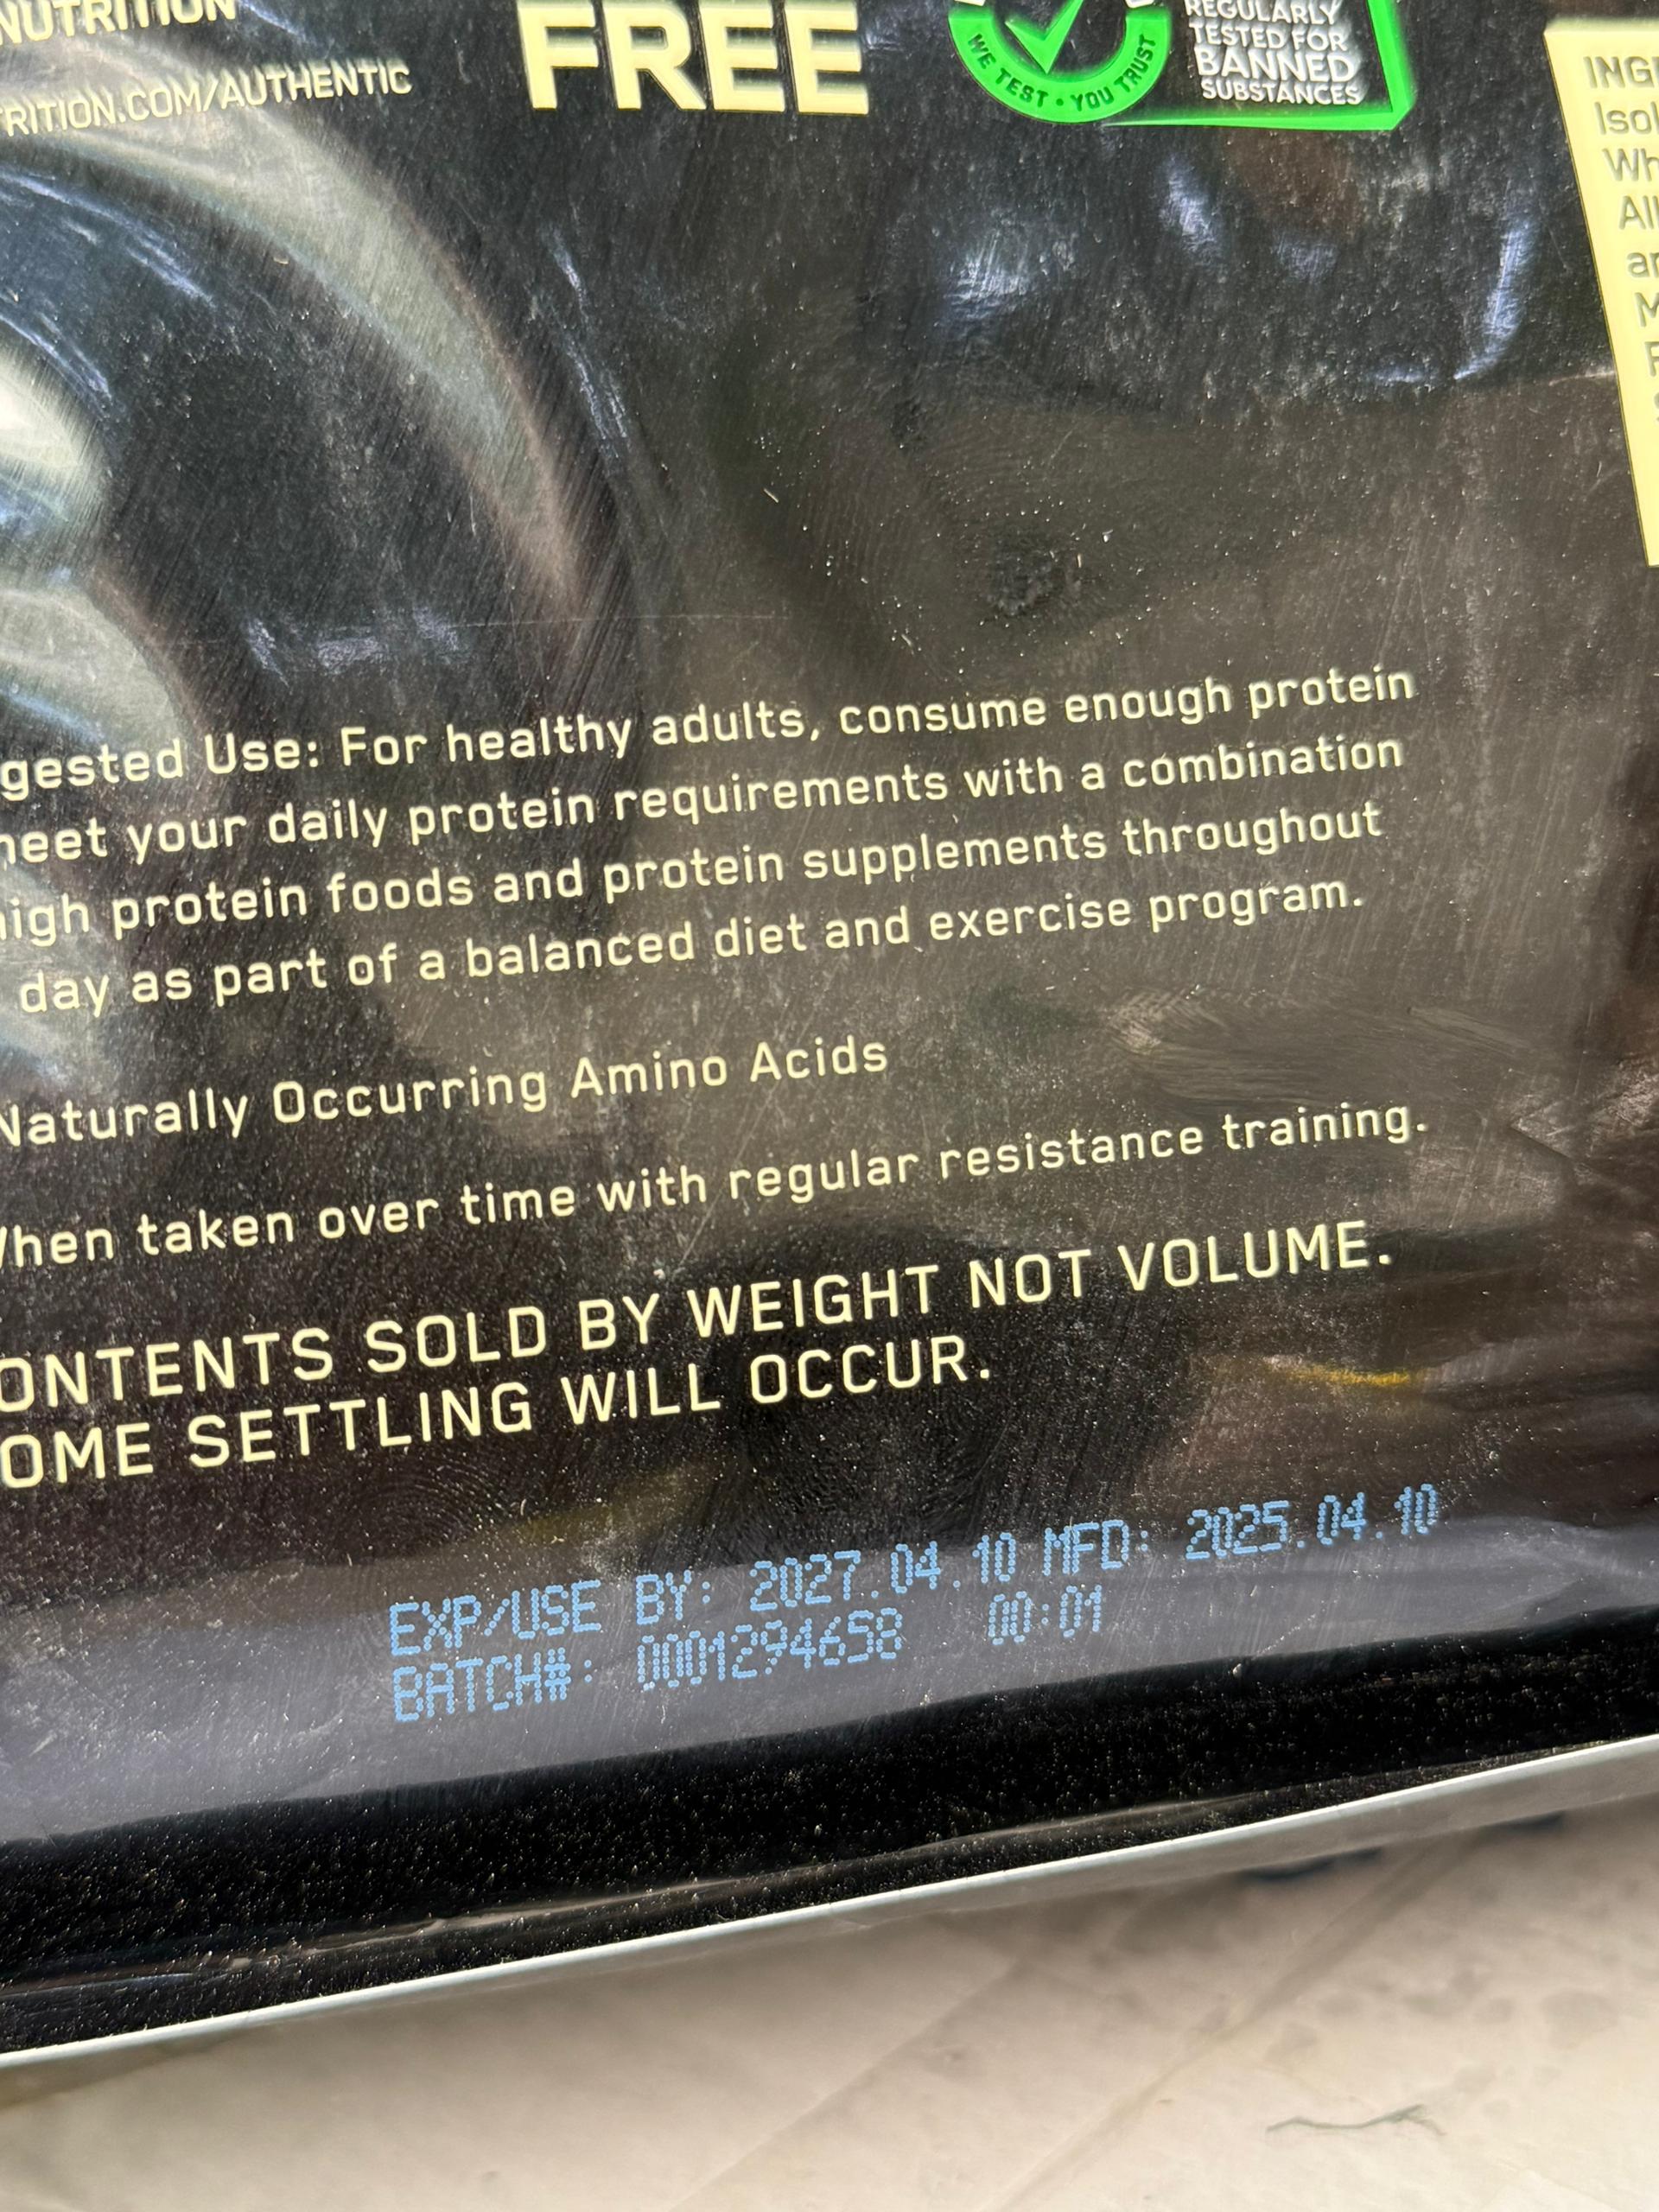 NUTRITION
TRITION.COM/AUTHENTIC
FREE
WE TEST • YOU TRUST
REGULARLY
TESTED FOR
BANNED
SUBSTANCES
gested Use: For healthy adults, consume enough protein
meet your daily protein requirements with a combination
high protein foods and protein supplements throughout
day as part of a balanced diet and exercise program.
Naturally Occurring Amino Acids
When taken over time with regular resistance training.
ONTENTS SOLD BY WEIGHT NOT VOLUME.
OME SETTLING WILL OCCUR.
EXP/USE BY: 2027.04.10 MFD: 2025.04.10
BATCH#: 0001294658 00:01